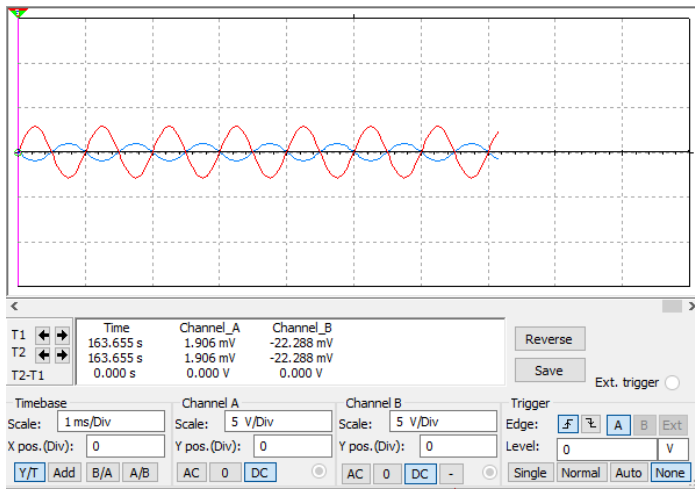 Time Channel_A Channel_B
T1 163.655 s 1.906 mV -22.288 mV
T2 163.655 s 1.906 mV -22.288 mV
T2-T1 0.000 s 0.000 V 0.000 V
Reverse
Save
Ext. trigger
Timebase
Scale: 1 ms/Div
X pos.(Div): 0
Y/T Add B/A A/B
Channel A
Scale: 5 V/Div
Y pos.(Div): 0
AC 0 DC
Channel B
Scale: 5 V/Div
Y pos.(Div): 0
AC 0 DC -
Trigger
Edge: A B Ext
Level: 0 V
Single Normal Auto None